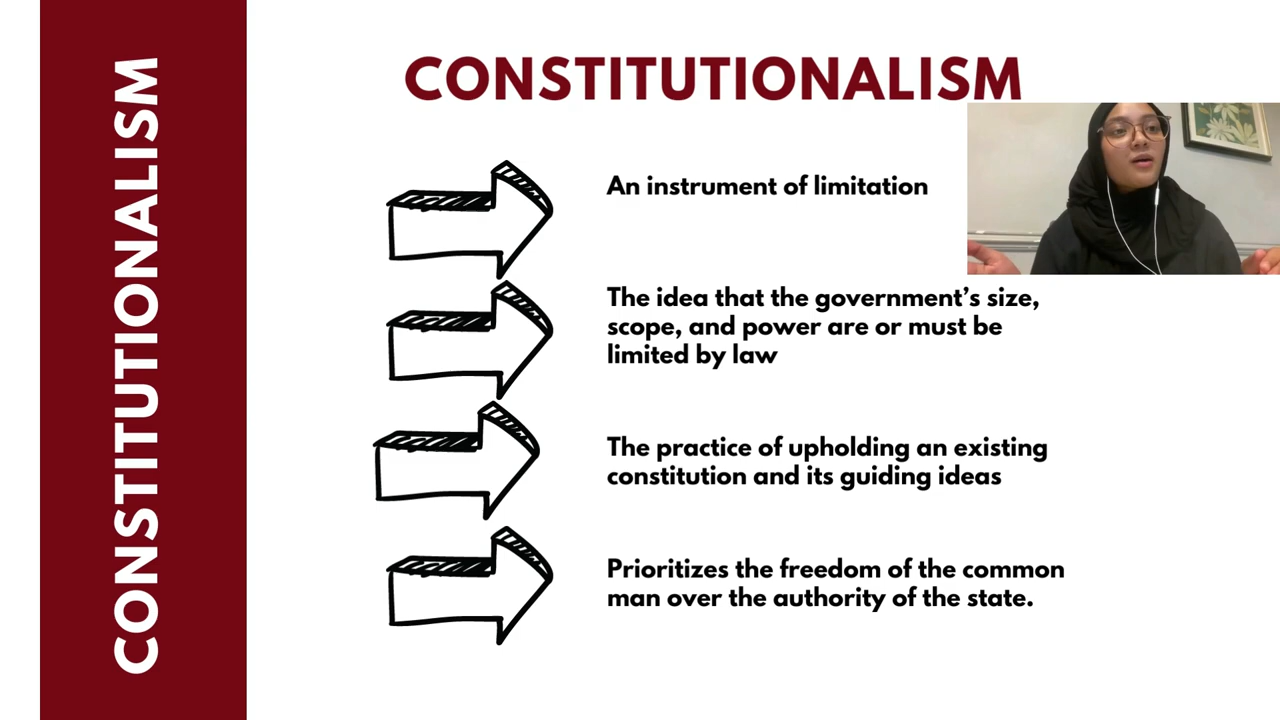 CONSTITUTIONALISM
CONSTITUTIONALISM
An instrument of limitation
The idea that the government's size,
scope, and power are or must be
limited by law
The practice of upholding an existing
constitution and its guiding ideas
Prioritizes the freedom of the common
man over the authority of the state.